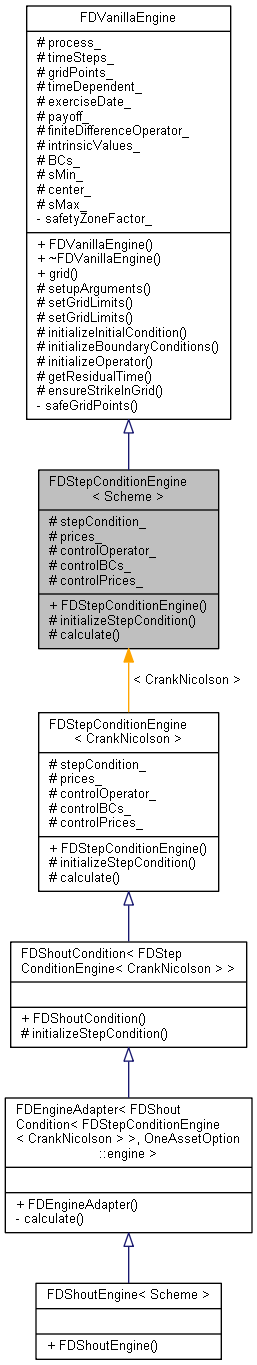 FDVanillaEngine
# process_
# timeSteps_
# gridPoints_
# timeDependent_
# exerciseDate_
# payoff_
# finiteDifferenceOperator_
# intrinsicValues_
# BCs_
# sMin_
# center_
# sMax_
- safetyZoneFactor_
+ FDVanillaEngine()
+ ~FDVanillaEngine()
+ grid()
# setupArguments()
# setGridLimits()
# setGridLimits()
# initializeInitialCondition()
# initializeBoundaryConditions()
# initializeOperator()
# getResidualTime()
# ensureStrikeInGrid()
- safeGridPoints()
FDStepConditionEngine
< Scheme >
# stepCondition_
# prices_
# controlOperator_
# controlBCs_
# controlPrices_
+ FDStepConditionEngine()
# initializeStepCondition()
# calculate()
< CrankNicolson >
FDStepConditionEngine
< CrankNicolson >
# stepCondition_
# prices_
# controlOperator_
# controlBCs_
# controlPrices_
+ FDStepConditionEngine()
# initializeStepCondition()
# calculate()
FDShoutCondition< FDStep
ConditionEngine< CrankNicolson > >
+ FDShoutCondition()
# initializeStepCondition()
FDEngineAdapter< FDShout
Condition< FDStepConditionEngine
< CrankNicolson > >, OneAssetOption
::engine >
+ FDEngineAdapter()
- calculate()
FDShoutEngine< Scheme >
+ FDShoutEngine()